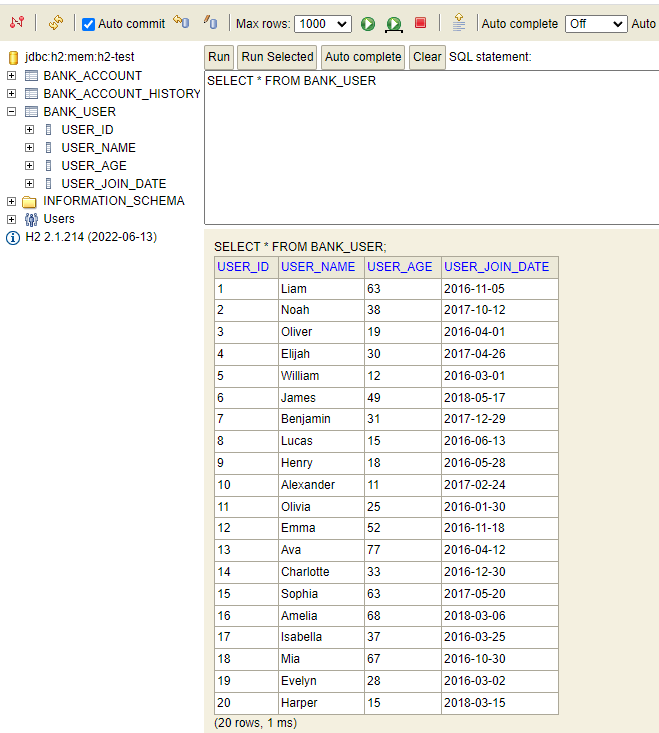 Auto commit Max rows: 1000 Auto complete Off Auto
jdbc:h2:mem:h2-test
BANK_ACCOUNT
BANK_ACCOUNT_HISTORY
BANK_USER
USER_ID
USER_NAME
USER_AGE
USER_JOIN_DATE
INFORMATION_SCHEMA
Users
H2 2.1.214 (2022-06-13)
Run Run Selected Auto complete Clear SQL statement:
SELECT * FROM BANK_USER
SELECT * FROM BANK_USER;
USER_ID USER_NAME USER_AGE USER_JOIN_DATE
1 Liam 63 2016-11-05
2 Noah 38 2017-10-12
3 Oliver 19 2016-04-01
4 Elijah 30 2017-04-26
5 William 12 2016-03-01
6 James 49 2018-05-17
7 Benjamin 31 2017-12-29
8 Lucas 15 2016-06-13
9 Henry 18 2016-05-28
10 Alexander 11 2017-02-24
11 Olivia 25 2016-01-30
12 Emma 52 2016-11-18
13 Ava 77 2016-04-12
14 Charlotte 33 2016-12-30
15 Sophia 63 2017-05-20
16 Amelia 68 2018-03-06
17 Isabella 37 2016-03-25
18 Mia 67 2016-10-30
19 Evelyn 28 2016-03-02
20 Harper 15 2018-03-15
(20 rows, 1 ms)